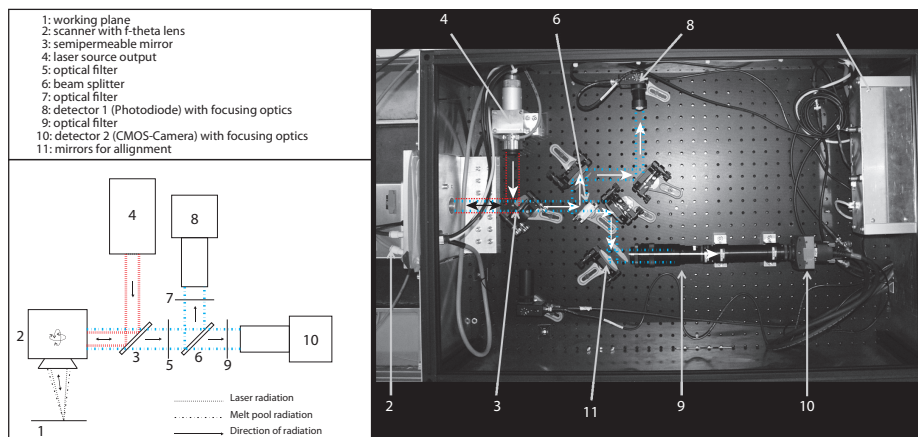 1: working plane
2: scanner with f-theta lens
3: semipermeable mirror
4: laser source output
5: optical filter
6: beam splitter
7: optical filter
8: detector 1 (Photodiode) with focusing optics
9: optical filter
10: detector 2 (CMOS-Camera) with focusing optics
11: mirrors for allignment
4
8
7
2
10
3
5
6
9
1
Laser radiation
Melt pool radiation
Direction of radiation
4
6
8
2
3
11
9
10